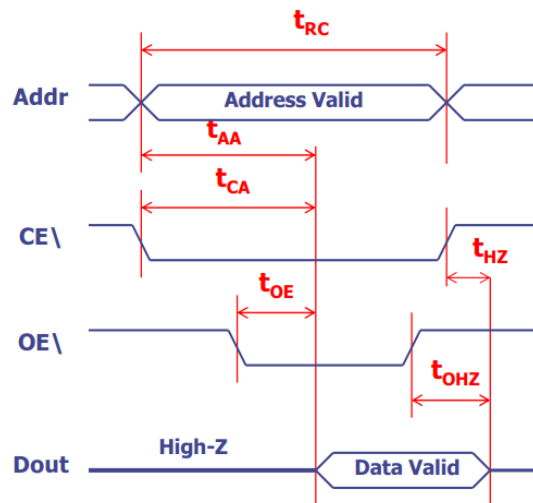 tRC
Addr
Address Valid
tAA
tCA
CE\
tHZ
tOE
OE\
tOHZ
High-Z
Dout
Data Valid